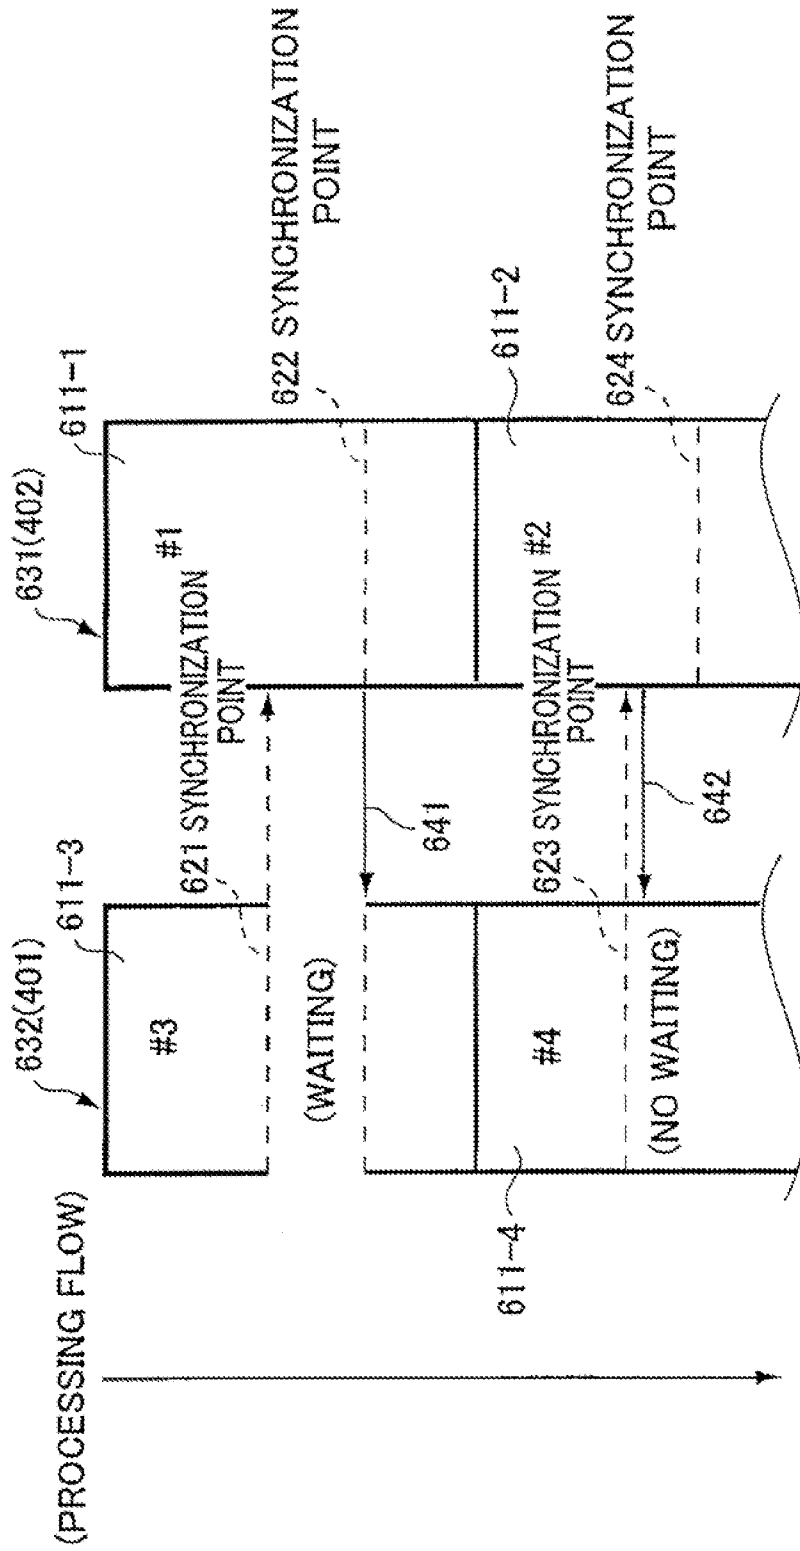 (PROCESSING FLOW)
632(401)
631(402)
611-3
611-1
#3
#1
621 SYNCHRONIZATION
POINT
622 SYNCHRONIZATION
POINT
(WAITING)
641
611-4
611-2
#4
#2
623 SYNCHRONIZATION
POINT
624 SYNCHRONIZATION
POINT
(NO WAITING)
642